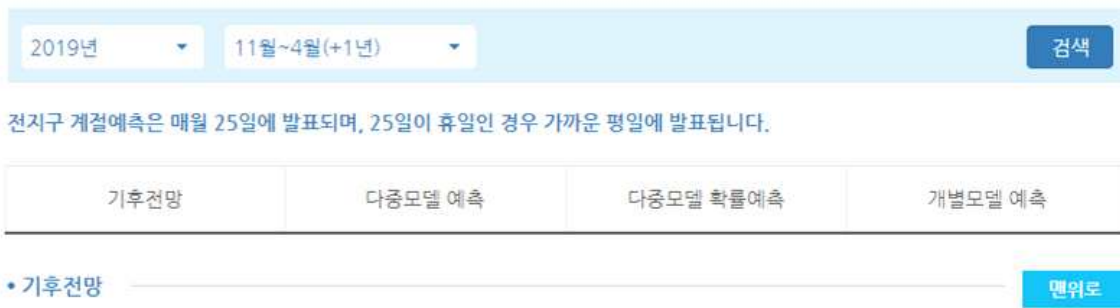 2019년 11월~4월(+1년) 검색
전지구 계절예측은 매월 25일에 발표되며, 25일이 휴일인 경우 가까운 평일에 발표됩니다.
기후전망 다중모델 예측 다중모델 확률예측 개별모델 예측
• 기후전망 맨위로